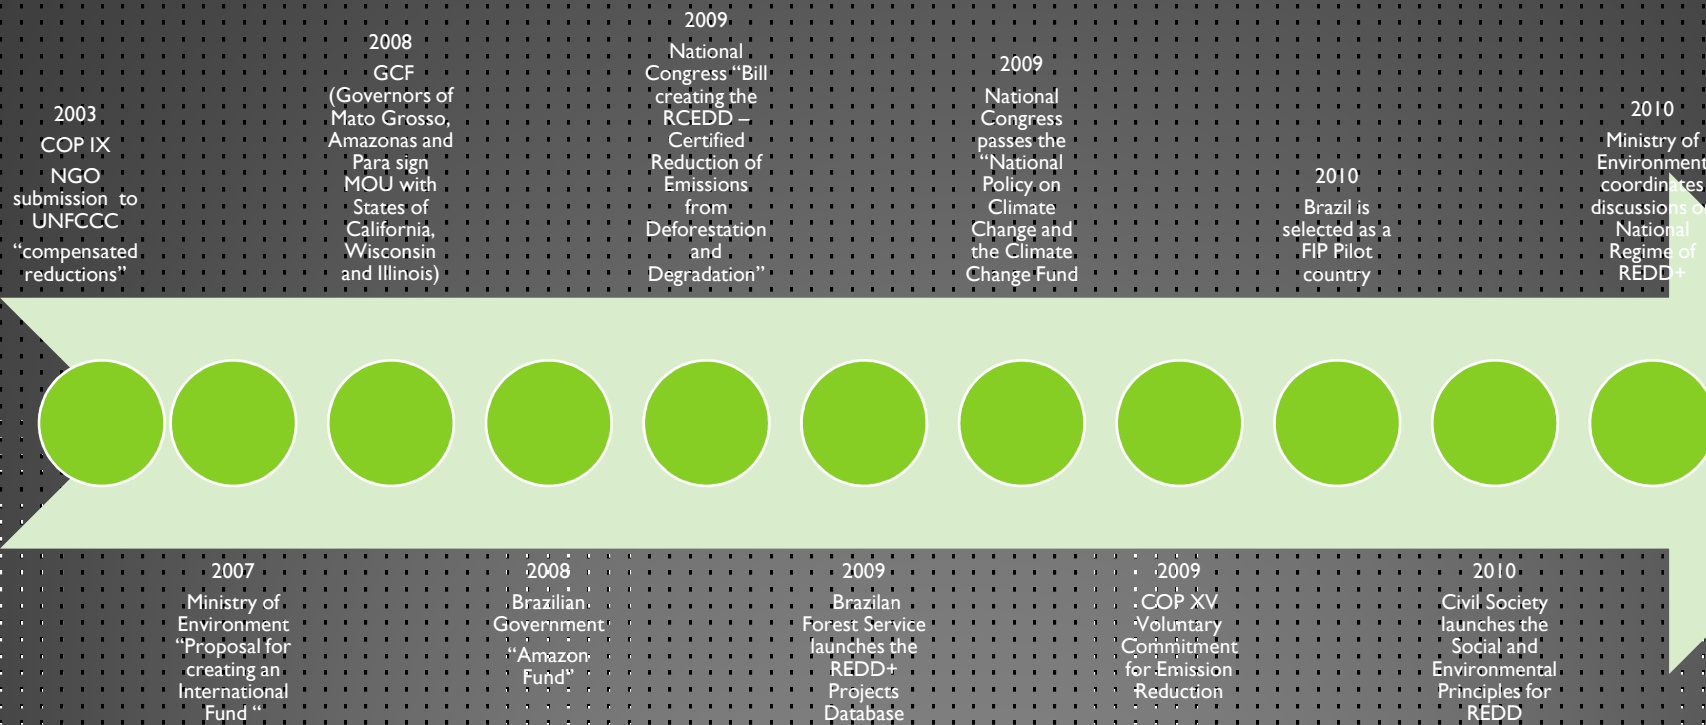 2003
COP IX
NGO
submission to
UNFCCC
“compensated
reductions”
2007
Ministry of
Environment
“Proposal for
creating an
International
Fund “
2008
GCF
(Governors of
Mato Grosso,
Amazonas and
Para sign
MOU with
States of
California,
Wisconsin
and Illinois)
2008
Brazilian
Government
“Amazon
Fund”
2009
National
Congress “Bill
creating the
RCEDD –
Certified
Reduction of
Emissions
from
Deforestation
and
Degradation”
2009
Brazilan
Forest Service
launches the
REDD+
Projects
Database
2009
National
Congress
passes the
“National
Policy on
Climate
Change and
the Climate
Change Fund
2009
COP XV
Voluntary
Commitment
for Emission
Reduction
2010
Brazil is
selected as a
FIP Pilot
country
2010
Civil Society
launches the
Social and
Environmental
Principles for
REDD
2010
Ministry of
Environment
coordinates
discussions
National
Regime of
REDD+